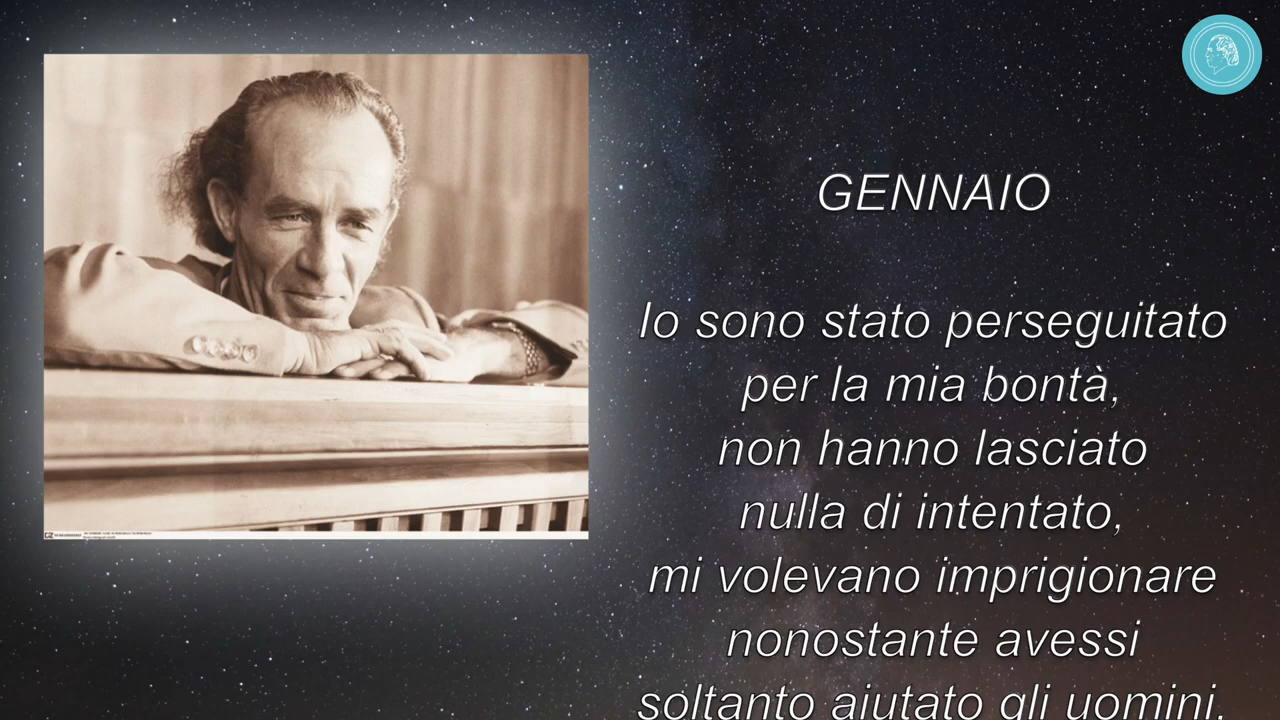 GENNAIO
Io sono stato perseguitato
per la mia bontà,
non hanno lasciato
nulla di intentato,
mi volevano imprigionare
nonostante avessi
soltanto aiutato gli uomini.